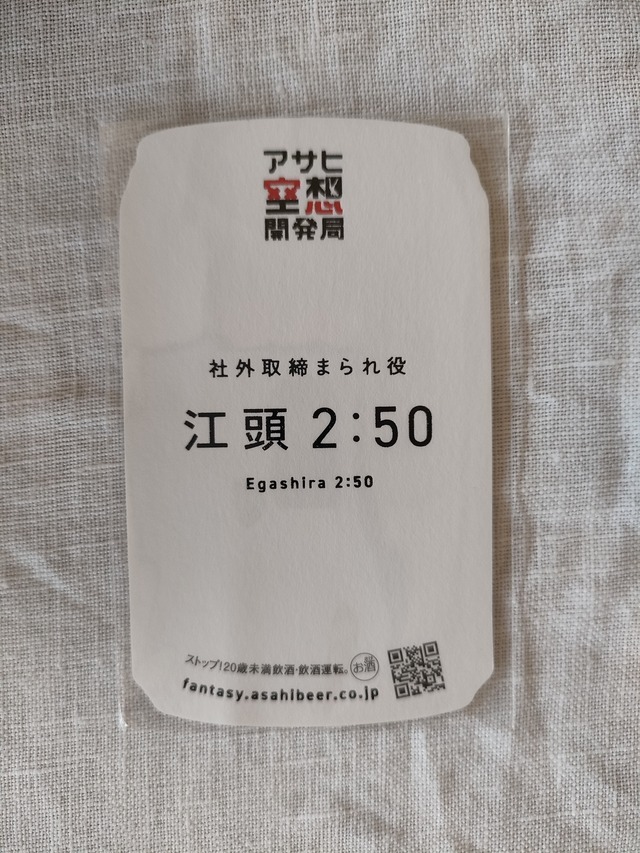 アサヒ
空想
開発局
社外取締まられ役
江頭 2:50
Egashira 2:50
ストップ!20歳未満飲酒・飲酒運転。 お酒
fantasy.asahibeer.co.jp